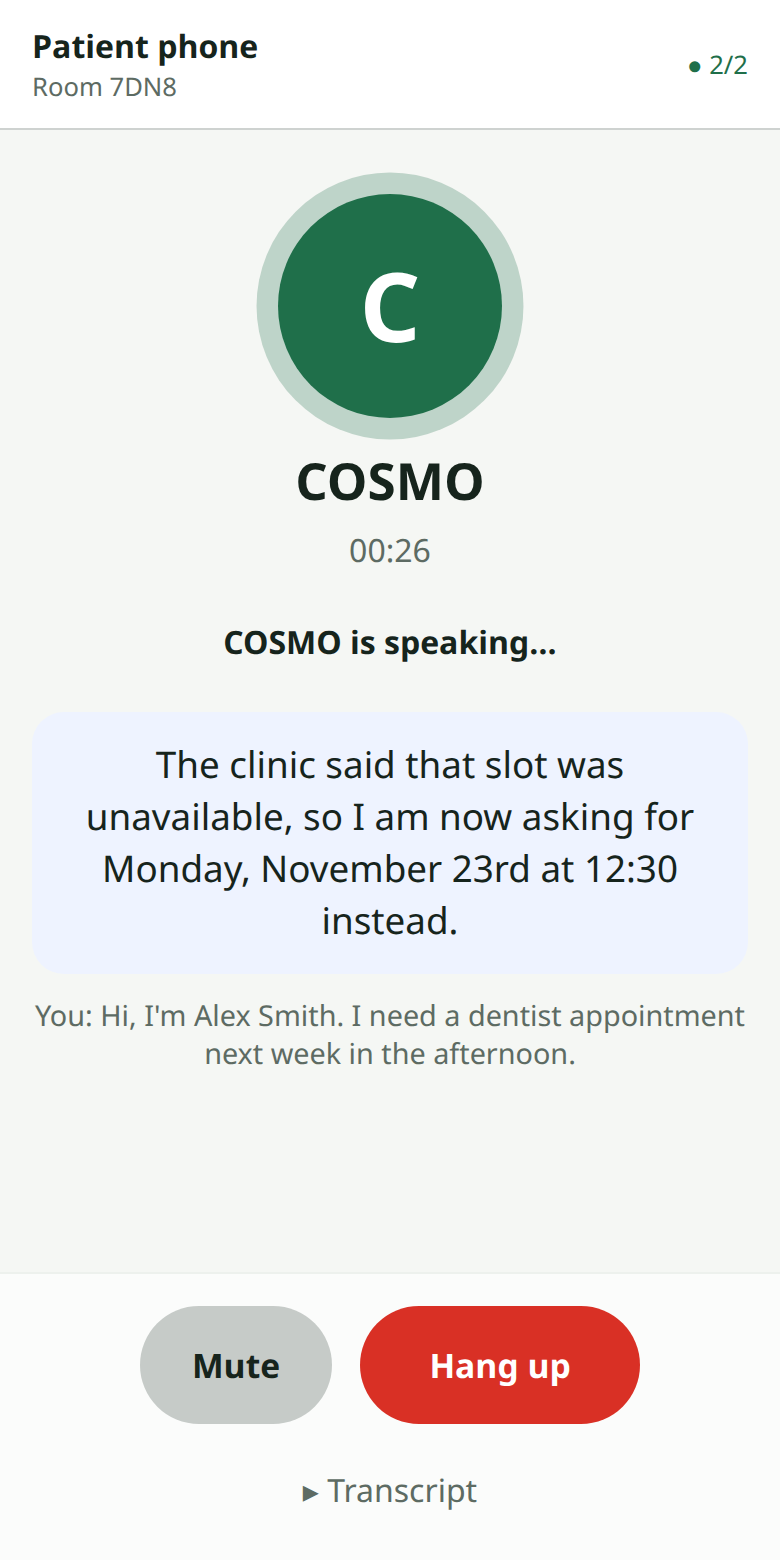 Patient phone
Room 7DN8
● 2/2
C
COSMO
00:26
COSMO is speaking...
The clinic said that slot was
unavailable, so I am now asking for
Monday, November 23rd at 12:30
instead.
You: Hi, I'm Alex Smith. I need a dentist appointment
next week in the afternoon.
Mute
Hang up
▸ Transcript